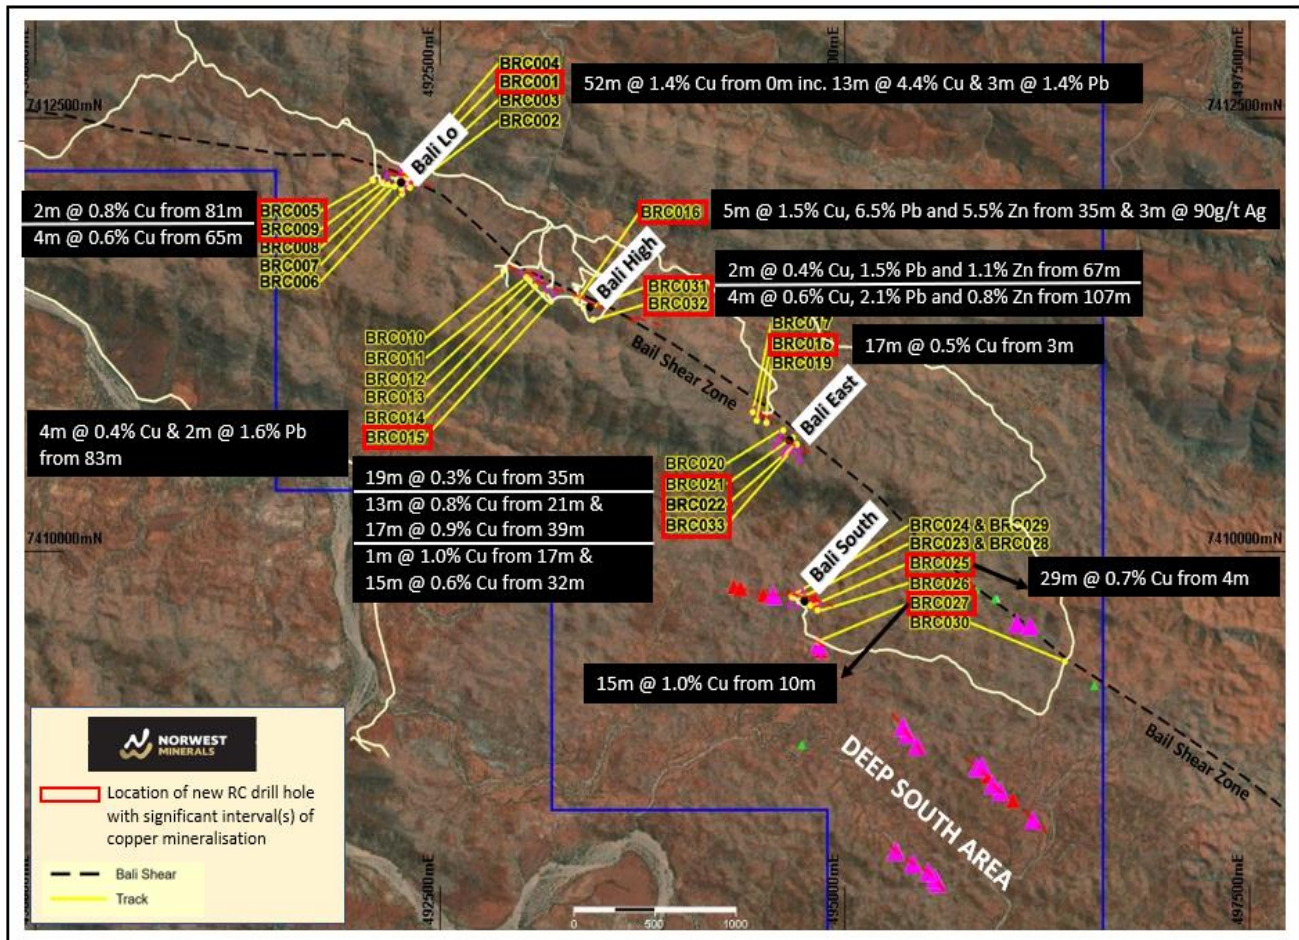 492500mE
495000mE
497500mE
7412500mN
7412500mN
BRC004
BRC001
BRC003
BRC002
52m @ 1.4% Cu from 0m inc. 13m @ 4.4% Cu & 3m @ 1.4% Pb
Bali Lo
2m @ 0.8% Cu from 81m
4m @ 0.6% Cu from 65m
BRC005
BRC009
BRC008
BRC007
BRC006
BRC016
5m @ 1.5% Cu, 6.5% Pb and 5.5% Zn from 35m & 3m @ 90g/t Ag
Bali High
BRC031
BRC032
2m @ 0.4% Cu, 1.5% Pb and 1.1% Zn from 67m
4m @ 0.6% Cu, 2.1% Pb and 0.8% Zn from 107m
BRC017
BRC018
BRC019
17m @ 0.5% Cu from 3m
Bail Shear Zone
Bali East
BRC010
BRC011
BRC012
BRC013
BRC014
BRC015
4m @ 0.4% Cu & 2m @ 1.6% Pb
from 83m
19m @ 0.3% Cu from 35m
13m @ 0.8% Cu from 21m &
17m @ 0.9% Cu from 39m
1m @ 1.0% Cu from 17m &
15m @ 0.6% Cu from 32m
BRC020
BRC021
BRC022
BRC033
7410000mN
7410000mN
Bali South
BRC024 & BRC029
BRC023 & BRC028
BRC025
BRC026
BRC027
BRC030
29m @ 0.7% Cu from 4m
15m @ 1.0% Cu from 10m
Bail Shear Zone
DEEP SOUTH AREA
NORWEST
MINERALS
Location of new RC drill hole
with significant interval(s) of
copper mineralisation
Bali Shear
Track
0 500 1000
492500mE
495000mE
497500mE